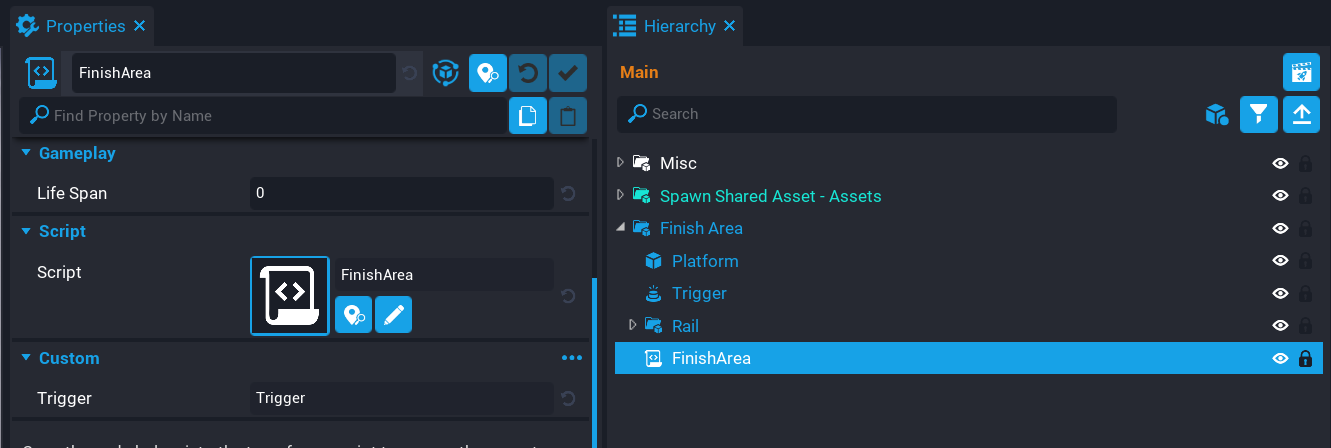 Properties
FinishArea
Find Property by Name
Gameplay
Life Span
0
Script
Script
FinishArea
Custom
Trigger
Trigger
Hierarchy
Main
Search
Misc
Spawn Shared Asset - Assets
Finish Area
Platform
Trigger
Rail
FinishArea